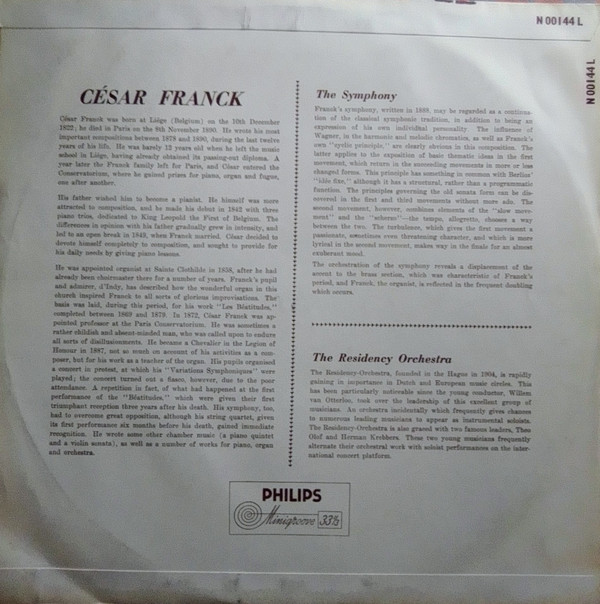 N 00144 L
N 00144 L
CÉSAR FRANCK
César Franck was born at Liége (Belgium) on the 10th December
1822; he died in Paris on the 8th November 1890. He wrote his most
important compositions between 1878 and 1890, during the last twelve
years of his life. He was barely 12 years old when he left the music
school in Liége, having already obtained its passing-out diploma. A
year later the Franck family left for Paris, and César entered the
Conservatorium, where he gained prizes for piano, organ and fugue,
one after another.
His father wished him to become a pianist. He himself was more
attracted to composition, and he made his debut in 1842 with three
piano trios, dedicated to King Leopold the First of Belgium. The
differences in opinion with his father gradually grew in intensity, and
led to an open break in 1848, when Franck married. César decided to
devote himself completely to composition, and sought to provide for
his daily needs by giving piano lessons.
He was appointed organist at Sainte Clothilde in 1858, after he had
already been choirmaster there for a number of years. Franck's pupil
and admirer, d'Indy, has described how the wonderful organ in this
church inspired Franck to all sorts of glorious improvisations. The
basis was laid, during this period, for his work "Les Béatitudes,"
completed between 1869 and 1879. In 1872, César Franck was ap-
pointed professor at the Paris Conservatorium. He was sometimes a
rather childish and absent-minded man, who was called upon to endure
all sorts of disillusionments. He became a Chevalier in the Legion of
Honour in 1887, not so much on account of his activities as a com-
poser, but for his work as a teacher of the organ. His pupils organised
a concert in protest, at which his "Variations Symphoniques" were
played; the concert turned out a fiasco, however, due to the poor
attendance. A repetition in fact, of what had happened at the first
performance of the "Béatitudes," which were given their first
triumphant reception three years after his death. His symphony, too,
had to overcome great opposition, although his string quartet, given
its first performance six months before his death, gained immediate
recognition. He wrote some other chamber music (a piano quintet
and a violin sonata), as well as a number of works for piano, organ
and orchestra.
The Symphony
Franck's symphony, written in 1888, may be regarded as a continua-
tion of the classical symphonic tradition, in addition to being an
expression of his own individual personality. The influence of
Wagner, in the harmonic and melodic chromatism, as well as Franck's
own "cyclic principle," are clearly obvious in this composition. The
latter applies to the exposition of basic thematic ideas in the first
movement, which return in the succeeding movements in more or less
changed forms. This principle has something in common with Berlioz'
"idée fixe," although it has a structural, rather than a programmatic
function. The principles governing the old sonata form can be dis-
covered in the first and third movements without more ado. The
second movement, however, combines elements of the "slow move-
ment" and the "scherzo"—the tempo, allegretto, chooses a way
between the two. The turbulence, which gives the first movement a
passionate, sometimes even threatening character, and which is more
lyrical in the second movement, makes way in the finale for an almost
exuberant mood.
The orchestration of the symphony reveals a displacement of the
accent to the brass section, which was characteristic of Franck's
period, and Franck, the organist, is reflected in the frequent doubling
which occurs.
The Residency Orchestra
The Residency-Orchestra, founded in the Hague in 1904, is rapidly
gaining in importance in Dutch and European music circles. This
has been particularly noticeable since the young conductor, Willem
van Otterloo, took over the leadership of this excellent group of
musicians. An orchestra incidentally which frequently gives chances
to numerous leading musicians to appear as instrumental soloists.
The Residency-Orchestra is also graced with two famous leaders, Theo
Olof and Herman Krebbers. These two young musicians frequently
alternate their orchestral work with soloist performances on the inter-
national concert platform.
PHILIPS
Minigroove 33⅓